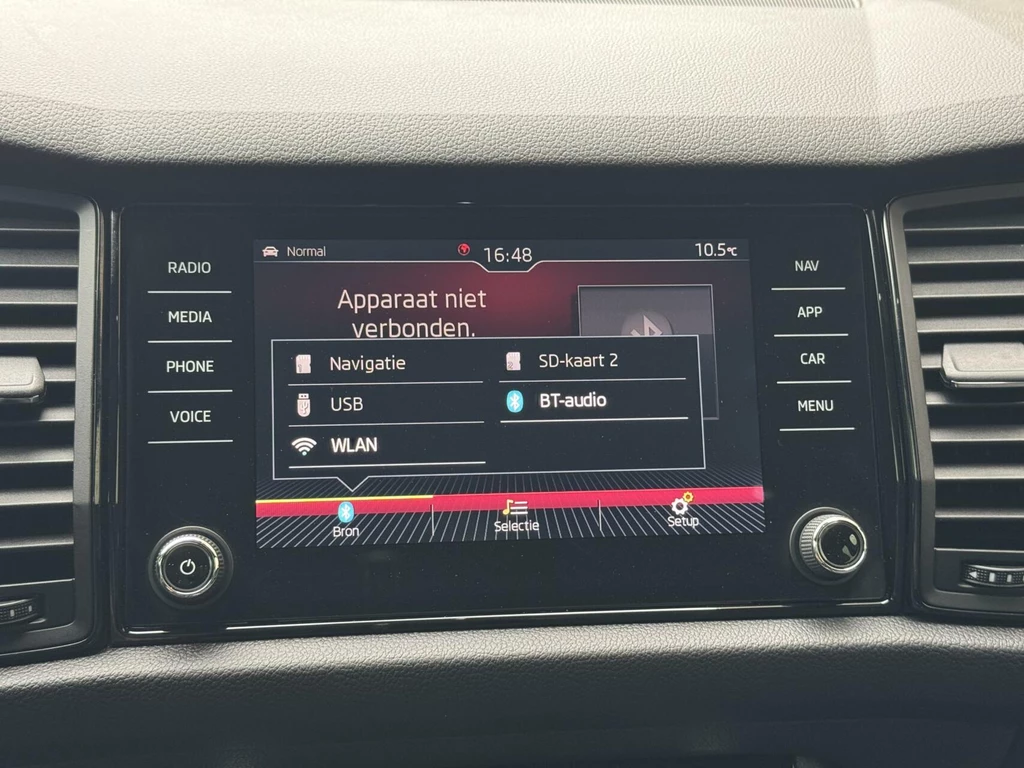 Normal
16:48
10.5°C
RADIO
MEDIA
PHONE
VOICE
Apparaat niet
verbonden.
Navigatie
SD-kaart 2
USB
BT-audio
WLAN
Bron
Selectie
Setup
NAV
APP
CAR
MENU